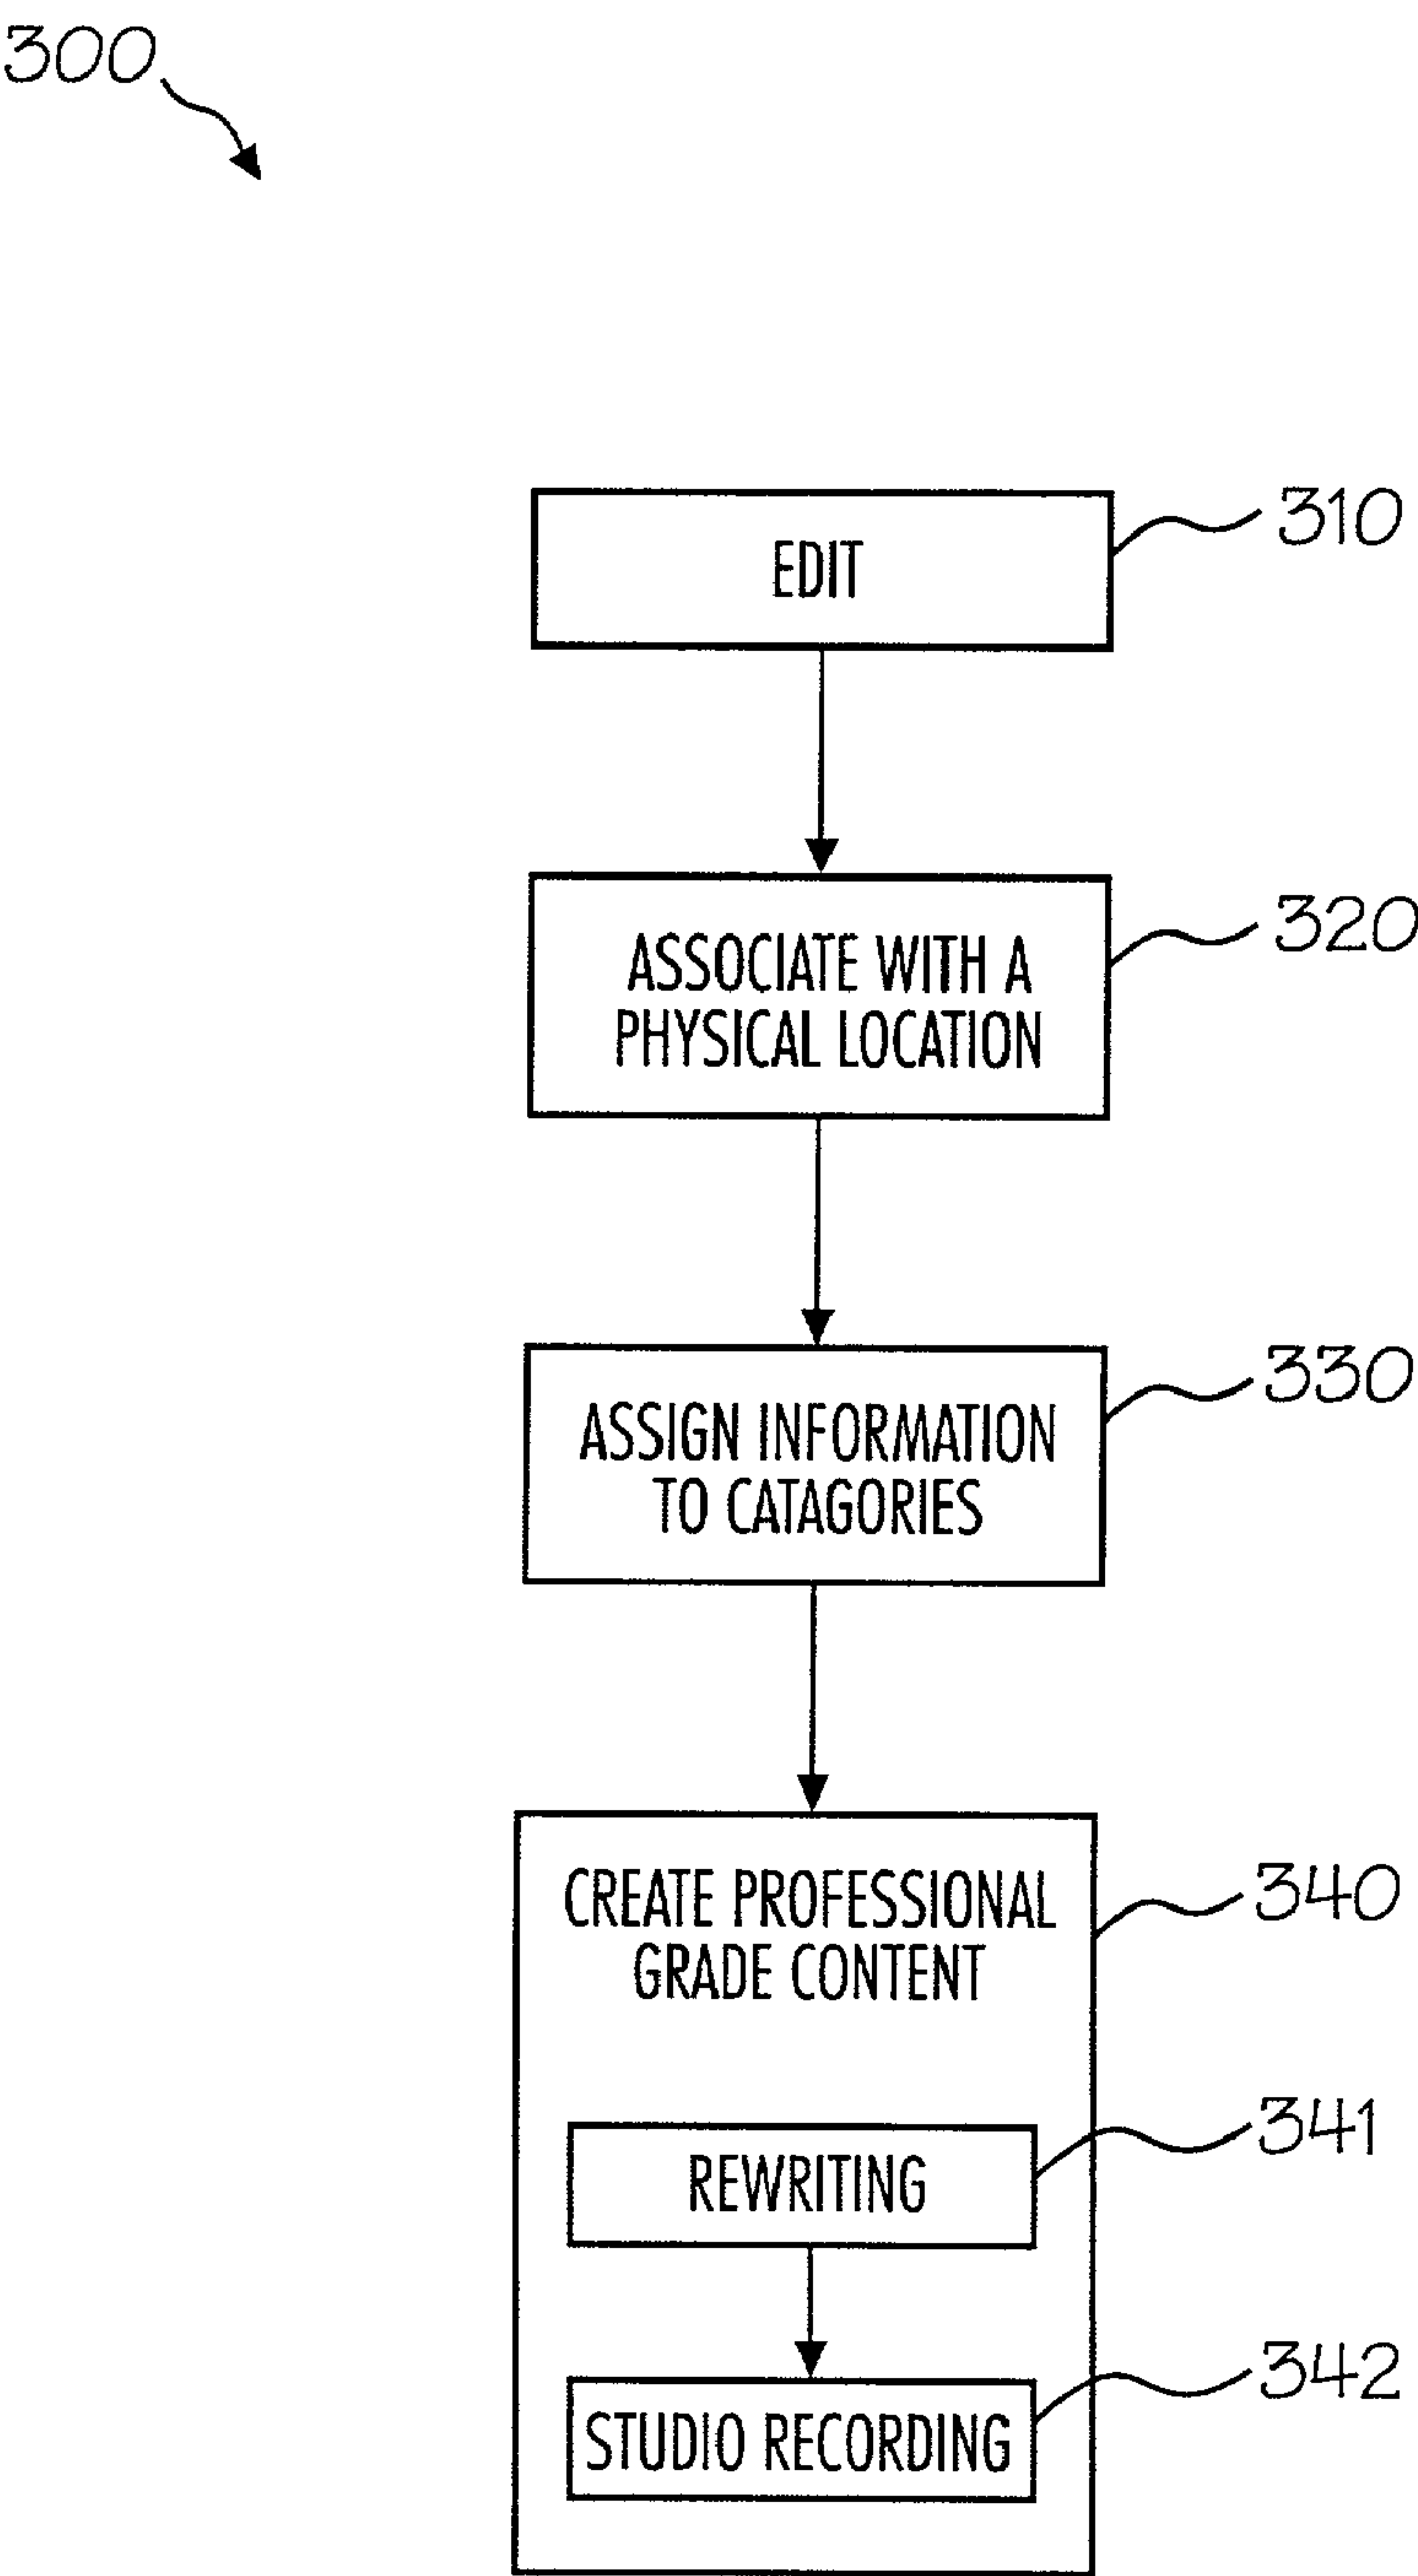 300
EDIT
310
ASSOCIATE WITH A
PHYSICAL LOCATION
320
ASSIGN INFORMATION
TO CATAGORIES
330
CREATE PROFESSIONAL
GRADE CONTENT
340
REWRITING
341
STUDIO RECORDING
342